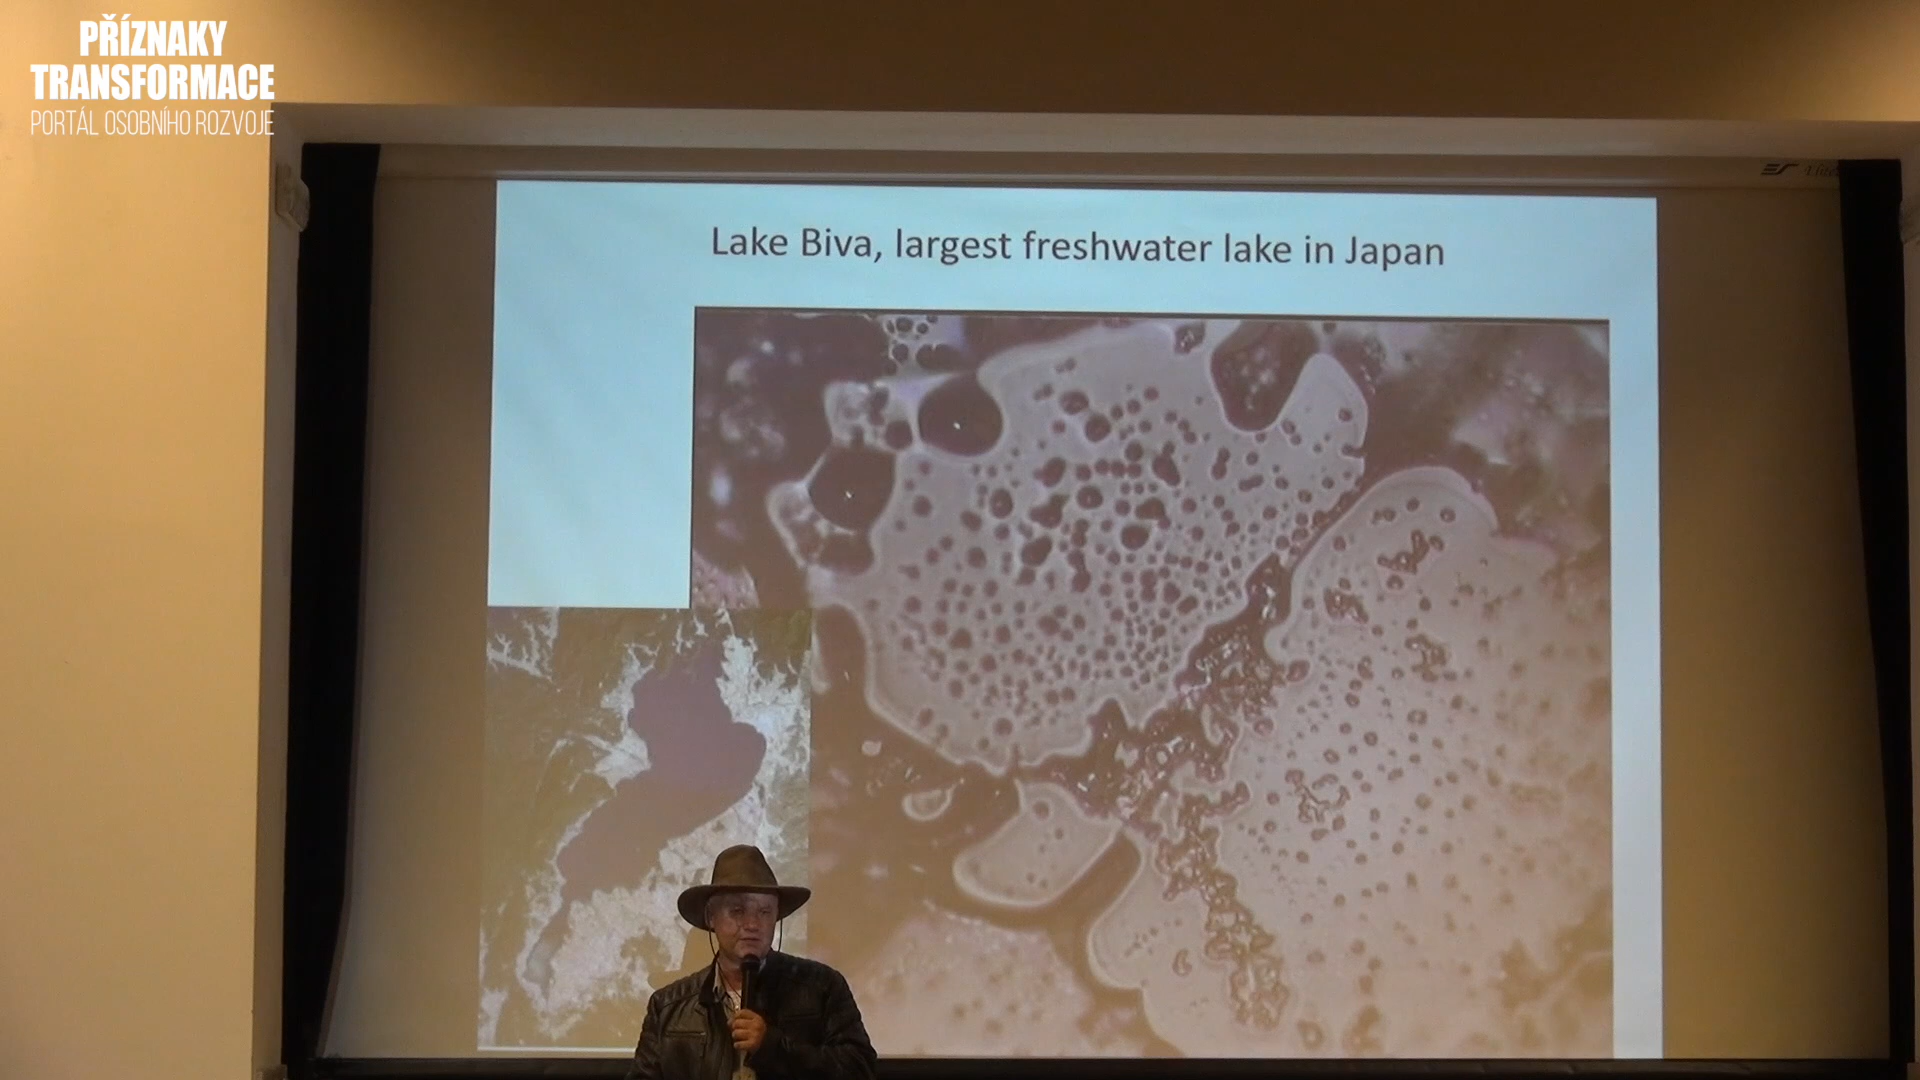 PŘÍZNAKY
TRANSFORMACE
PORTÁL OSOBNÍHO ROZVOJE
Lake Biva, largest freshwater lake in Japan